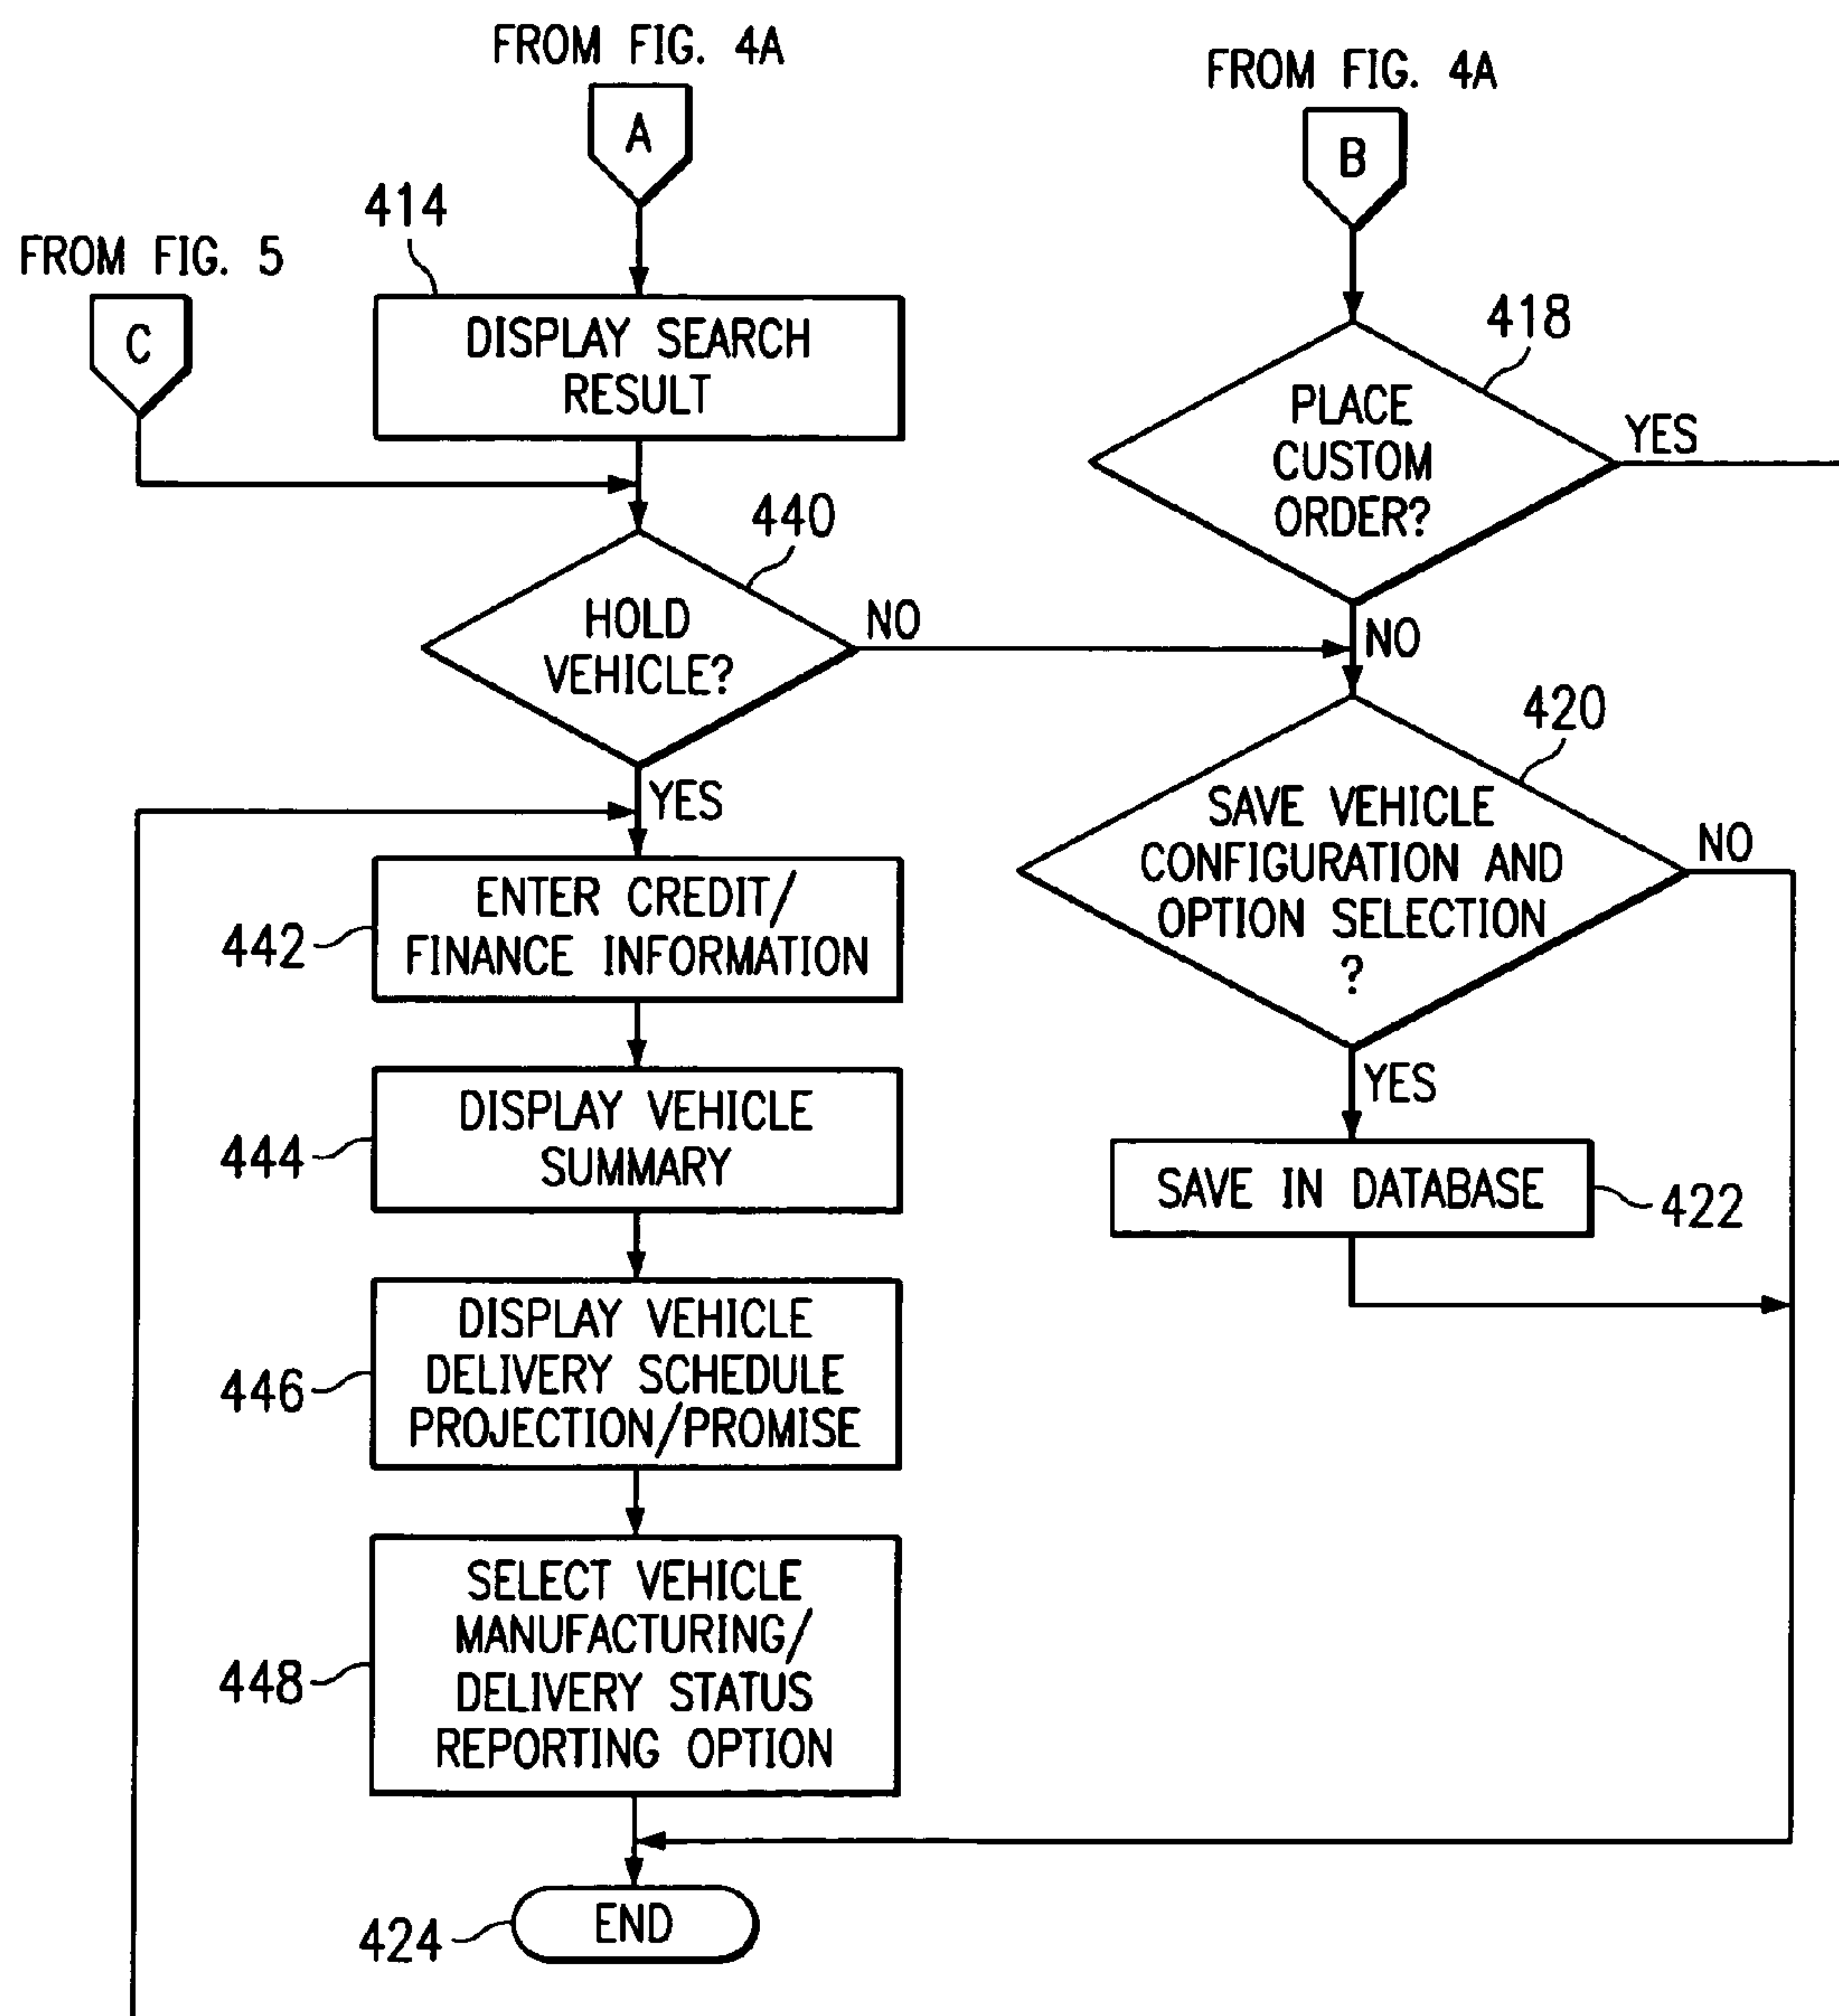 FROM FIG. 4A
A
414
DISPLAY SEARCH
RESULT
FROM FIG. 5
C
440
HOLD
VEHICLE?
NO
YES
442
ENTER CREDIT/
FINANCE INFORMATION
444
DISPLAY VEHICLE
SUMMARY
446
DISPLAY VEHICLE
DELIVERY SCHEDULE
PROJECTION/PROMISE
448
SELECT VEHICLE
MANUFACTURING/
DELIVERY STATUS
REPORTING OPTION
424
END
FROM FIG. 4A
B
418
PLACE
CUSTOM
ORDER?
YES
NO
420
SAVE VEHICLE
CONFIGURATION AND
OPTION SELECTION
?
NO
YES
SAVE IN DATABASE
422